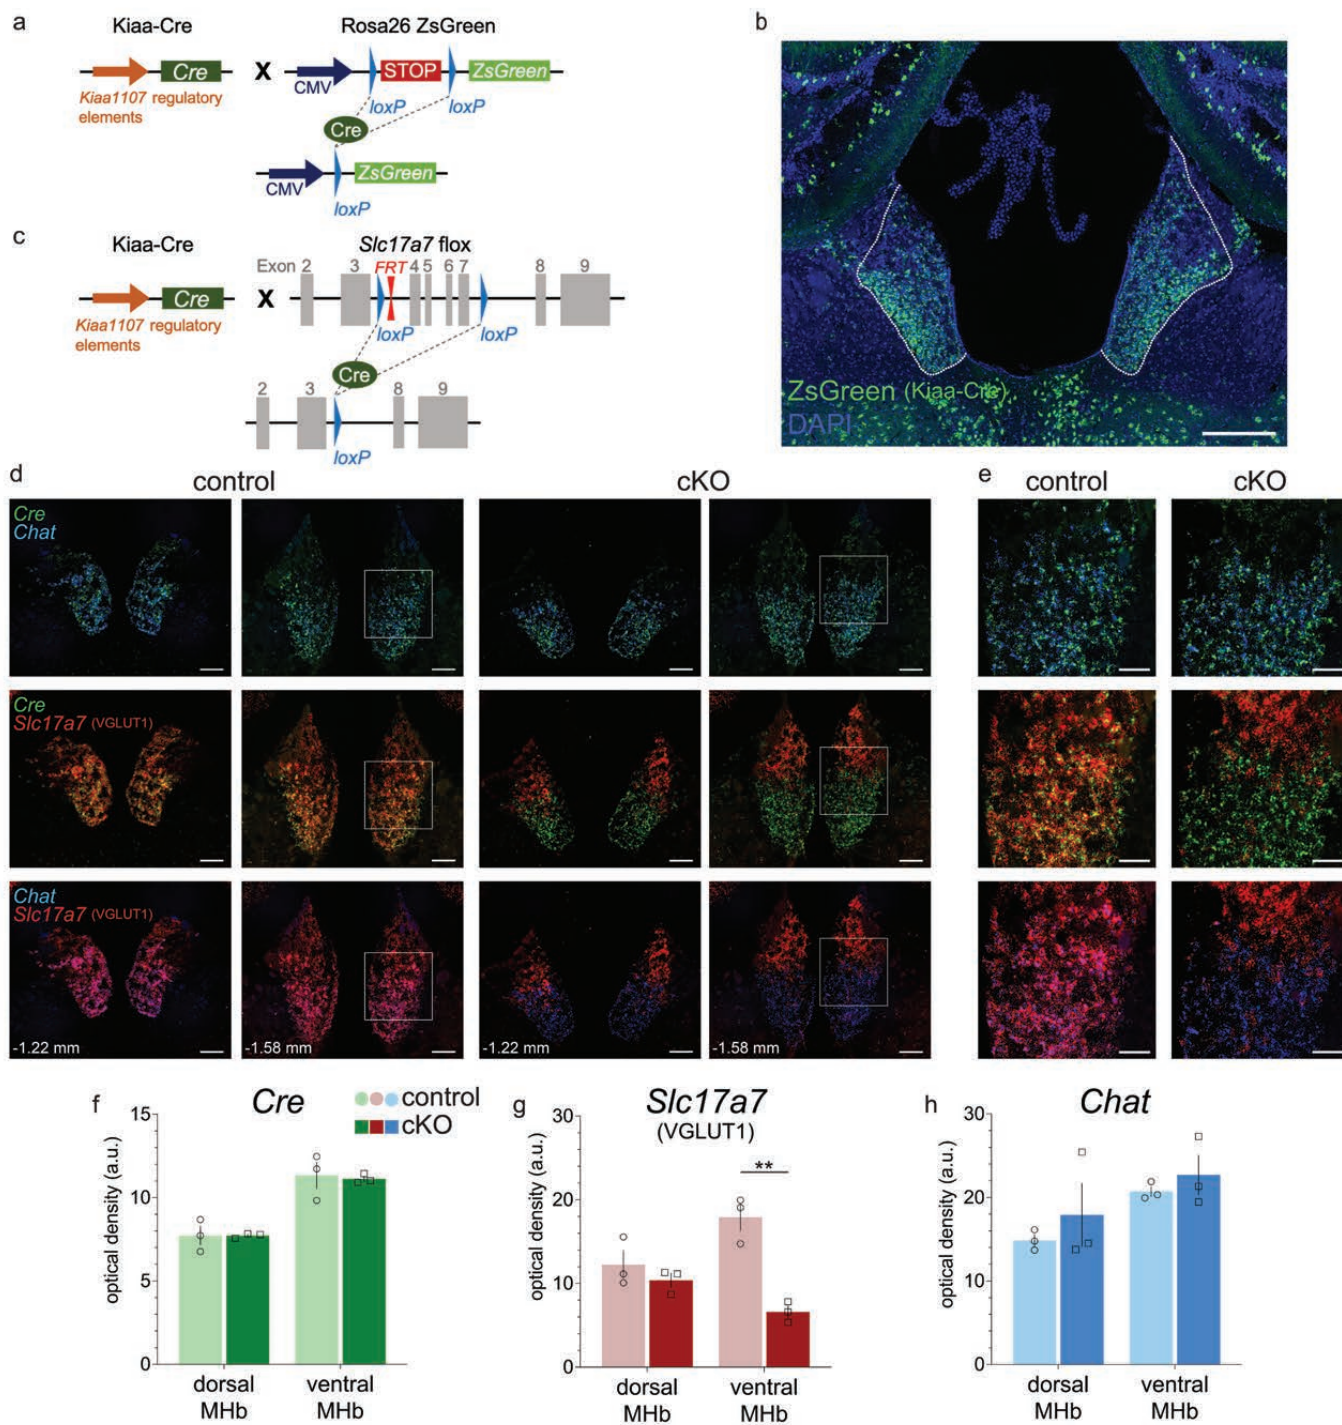 a
Kiaa-Cre
Rosa26 ZsGreen
Cre
X
CMV
STOP
ZsGreen
Kiaa1107 regulatory
elements
loxP
loxP
Cre
CMV
ZsGreen
loxP
b
ZsGreen (Kiaa-Cre)
DAPI
c
Kiaa-Cre
Slc17a7 flox
Exon 2 3 FRT 4 5 6 7 8 9
Cre
X
Kiaa1107 regulatory
elements
loxP
loxP
Cre
2 3 8 9
loxP
d
control
cKO
Cre
Chat
Cre
Slc17a7 (VGLUT1)
Chat
Slc17a7 (VGLUT1)
-1.22 mm
-1.58 mm
-1.22 mm
-1.58 mm
e
control
cKO
f
Cre
control
cKO
optical density (a.u.)
15
10
5
0
dorsal
MHb
ventral
MHb
g
Slc17a7
(VGLUT1)
optical density (a.u.)
30
20
10
0
**
dorsal
MHb
ventral
MHb
h
Chat
optical density (a.u.)
30
20
10
0
dorsal
MHb
ventral
MHb